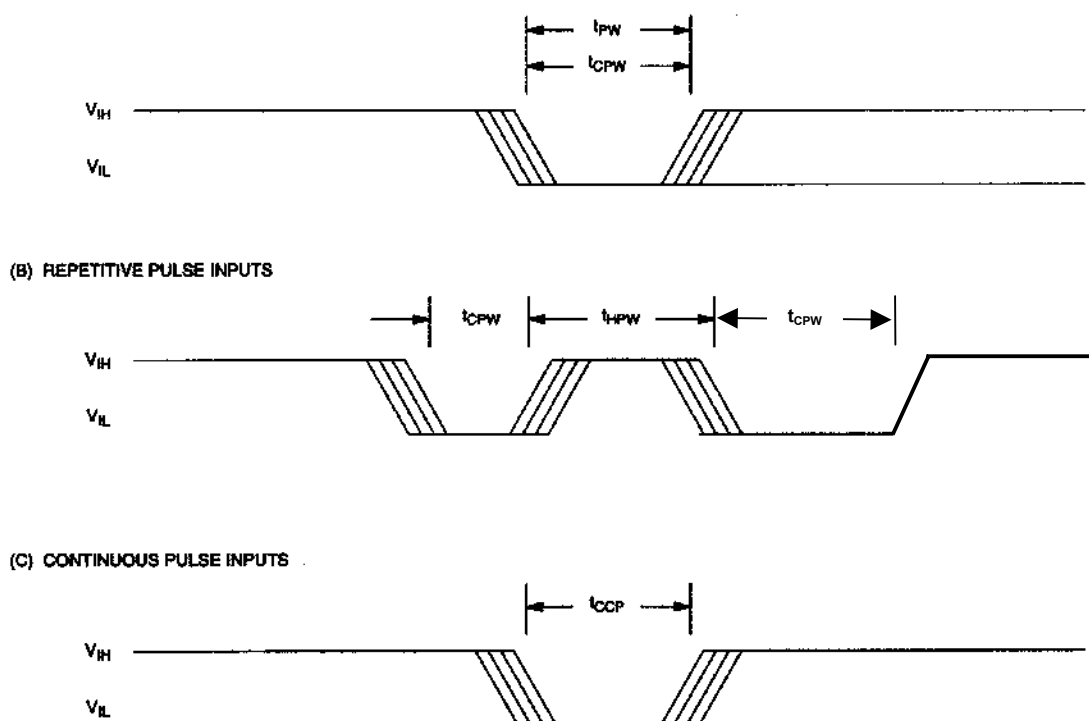 tPW
tCPW
VIH
VIL
(B) REPETITIVE PULSE INPUTS
tCPW tHPW tCPW
VIH
VIL
(C) CONTINUOUS PULSE INPUTS
tCCP
VIH
VIL